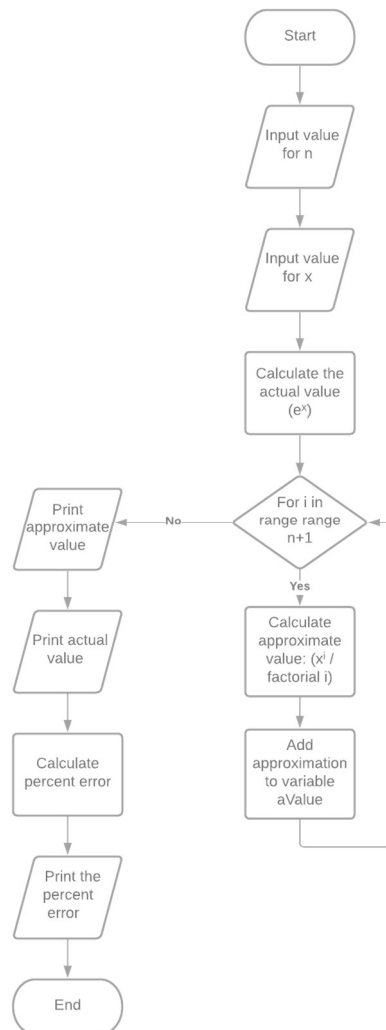 Start
Input value
for n
Input value
for x
Calculate the
actual value
(eˣ)
For i in
range range
n+1
No
Yes
Calculate
approximate
value: (xⁱ /
factorial i)
Add
approximation
to variable
aValue
Print
approximate
value
Print actual
value
Calculate
percent error
Print the
percent
error
End